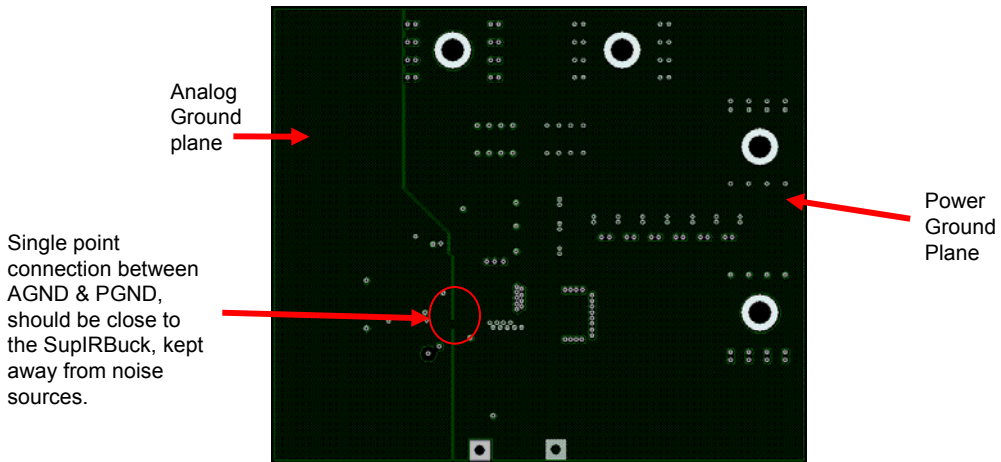 Analog
Ground
plane
Single point
connection between
AGND & PGND,
should be close to
the SupIRBuck, kept
away from noise
sources.
Power
Ground
Plane